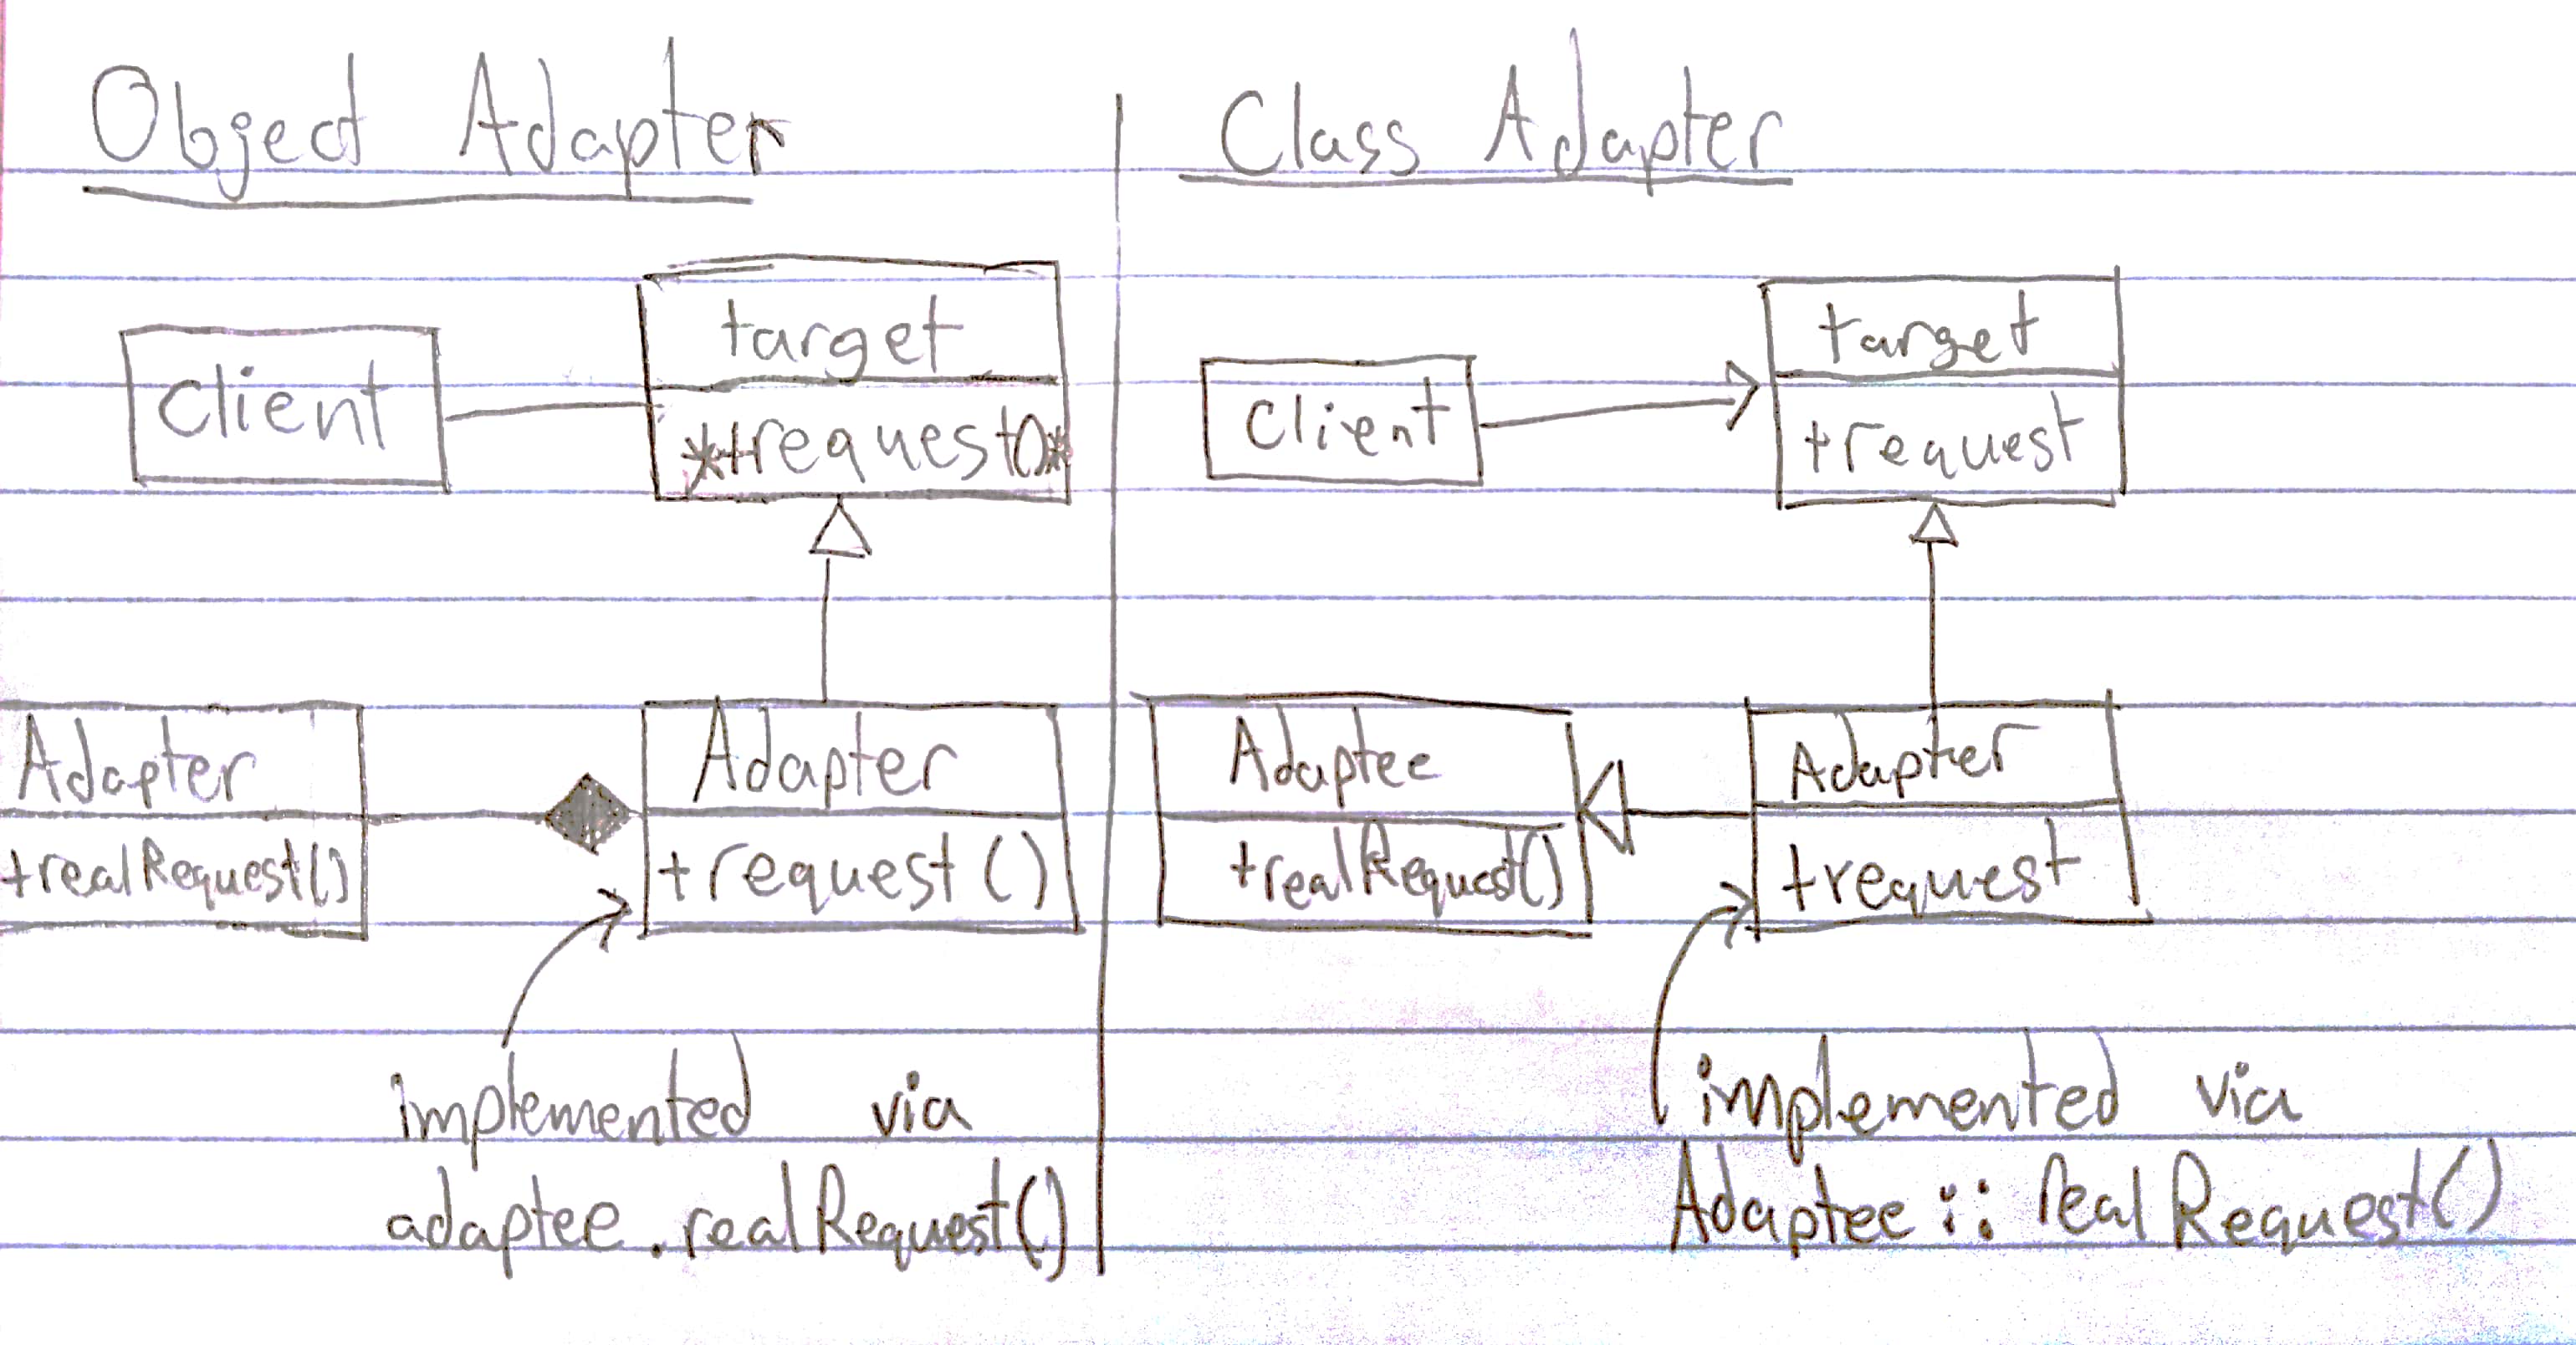 Object Adapter
Client
target
*+request()*
Adapter
+realRequest()
Adapter
+request()
implemented via
adaptee.realRequest()
Class Adapter
Client
target
+request
Adaptee
+realRequest()
Adapter
+request
implemented via
Adaptee::realRequest()